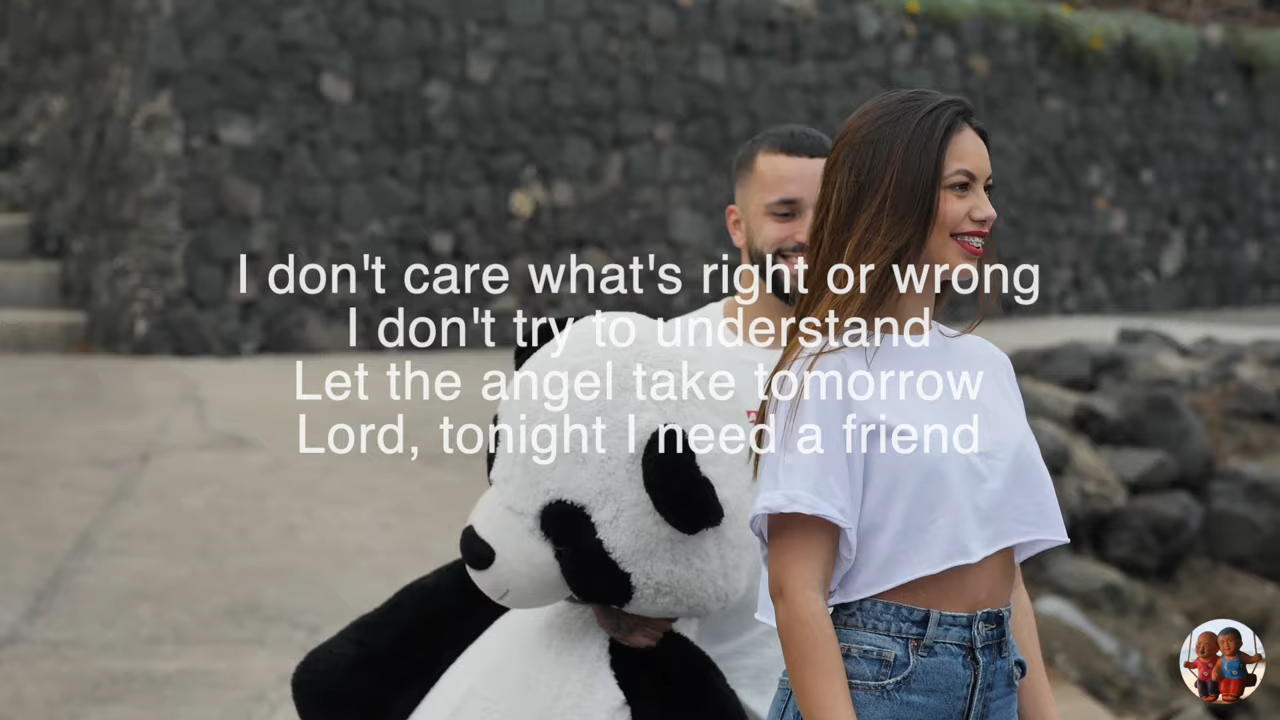 I don't care what's right or wrong
I don't try to understand
Let the angel take tomorrow
Lord, tonight I need a friend